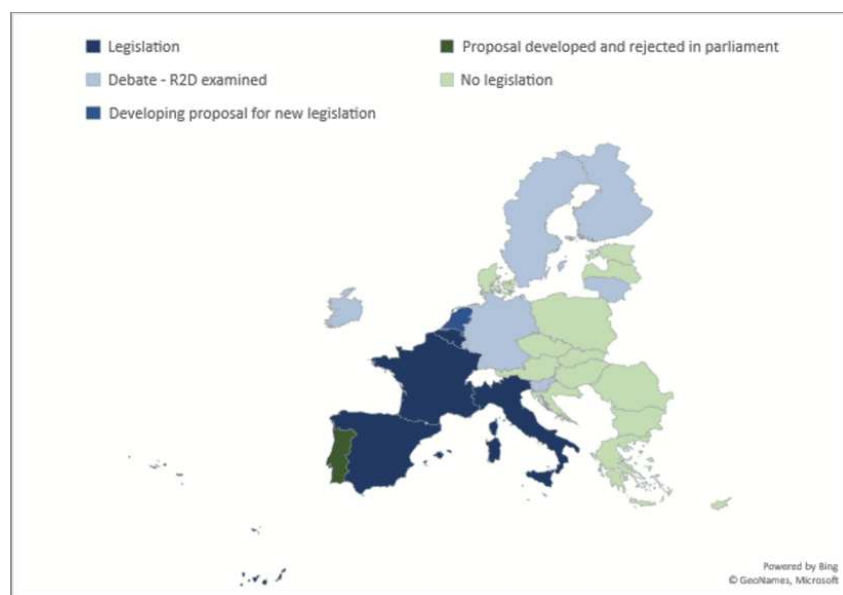 Legislation
Proposal developed and rejected in parliament
Debate - R2D examined
No legislation
Developing proposal for new legislation
Powered by Bing
© GeoNames, Microsoft